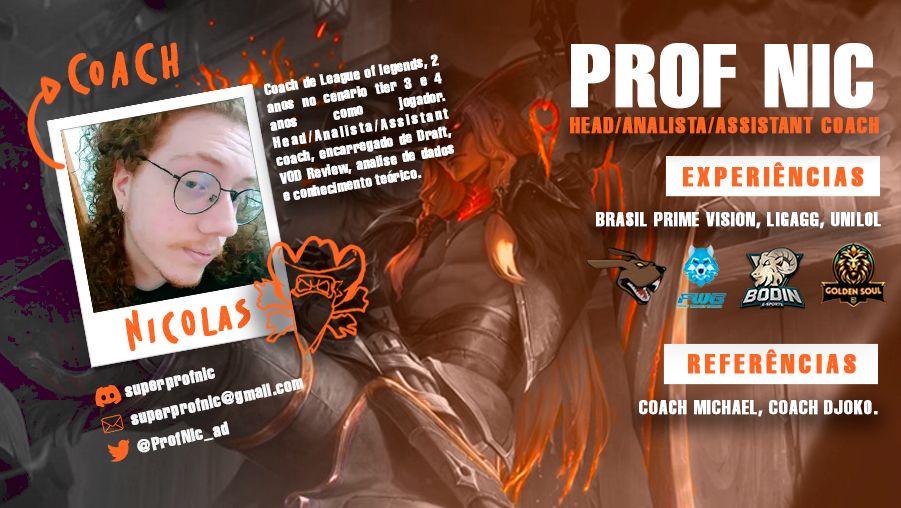 COACH
Coach de League of legends, 2
anos no cenario tier 3 e 4
anos como jogador.
Head/Analista/Assistant
coach, encarregado de Draft,
VOD Review, analise de dados
e conhecimento teórico.
NICOLAS
superprofnic
superprofnic@gmail.com
@ProfNic_ad
PROF NIC
HEAD/ANALISTA/ASSISTANT COACH
EXPERIÊNCIAS
BRASIL PRIME VISION, LIGAGG, UNILOL
FWG
BODIN
E-SPORTS
GOLDEN SOUL
REFERÊNCIAS
COACH MICHAEL, COACH DJOKO.